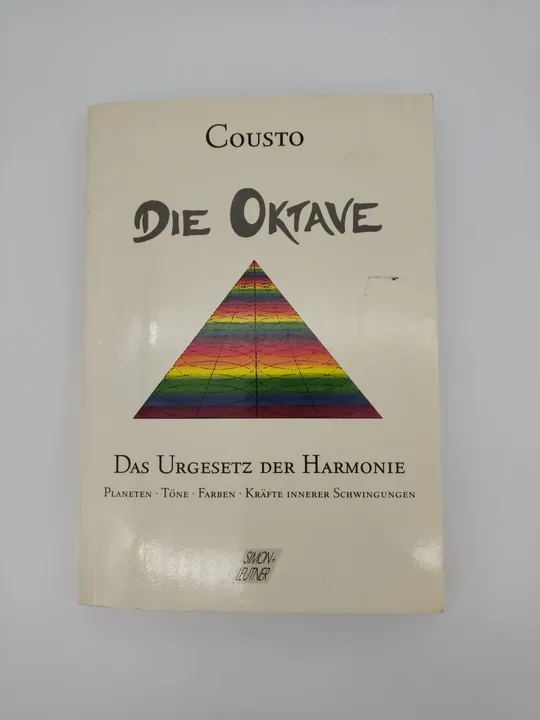 Cousto
Die Oktave
Das Urgesetz der Harmonie
Planeten · Töne · Farben · Kräfte innerer Schwingungen
SIMON+
LEUTNER